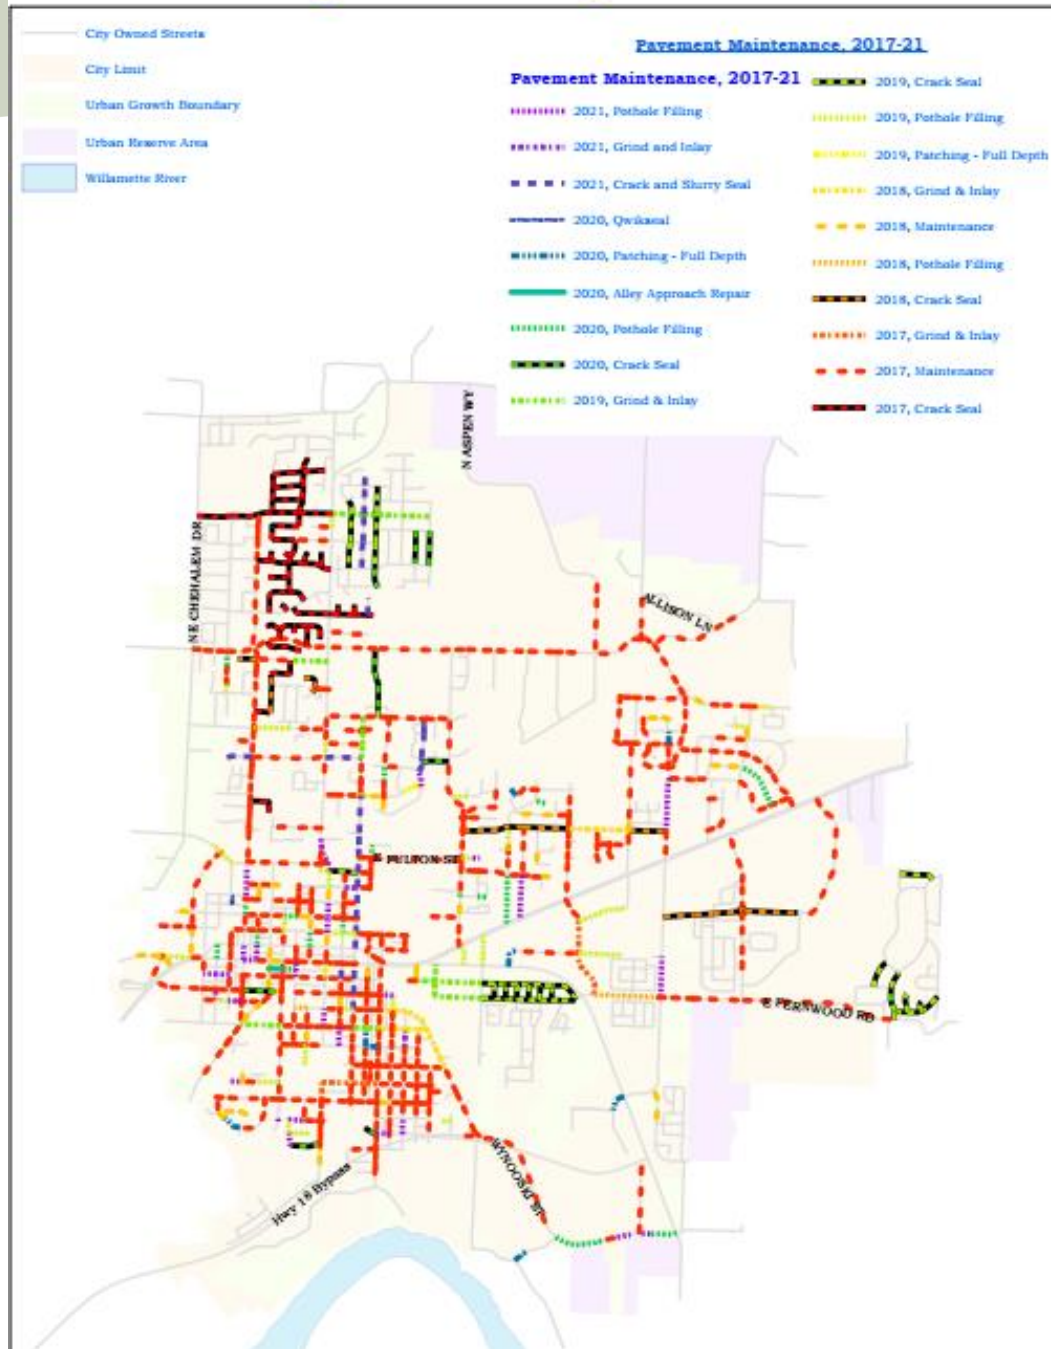 City Owned Streets
City Limit
Urban Growth Boundary
Urban Reserve Area
Willamette River
Pavement Maintenance, 2017-21
Pavement Maintenance, 2017-21
2021, Pothole Filling
2021, Grind and Inlay
2021, Crack and Slurry Seal
2020, Qwikseal
2020, Patching - Full Depth
2020, Alley Approach Repair
2020, Pothole Filling
2020, Crack Seal
2019, Grind & Inlay
2019, Crack Seal
2019, Pothole Filling
2019, Patching - Full Depth
2018, Grind & Inlay
2018, Maintenance
2018, Pothole Filling
2018, Crack Seal
2017, Grind & Inlay
2017, Maintenance
2017, Crack Seal
N ASPEN WY
NE CHEHALEM DR
ALLISON LN
E FULTON ST
E FERNWOOD RD
WYNOOSKI ST
Hwy 18 Bypass